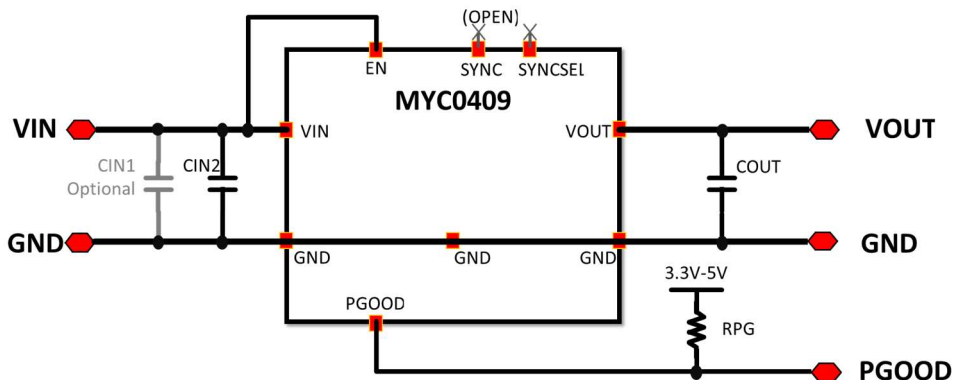 (OPEN)
EN
SYNC
SYNCSEL
MYC0409
VIN
VIN
VOUT
VOUT
CIN1
Optional
CIN2
COUT
GND
GND
GND
GND
GND
3.3V-5V
PGOOD
RPG
PGOOD